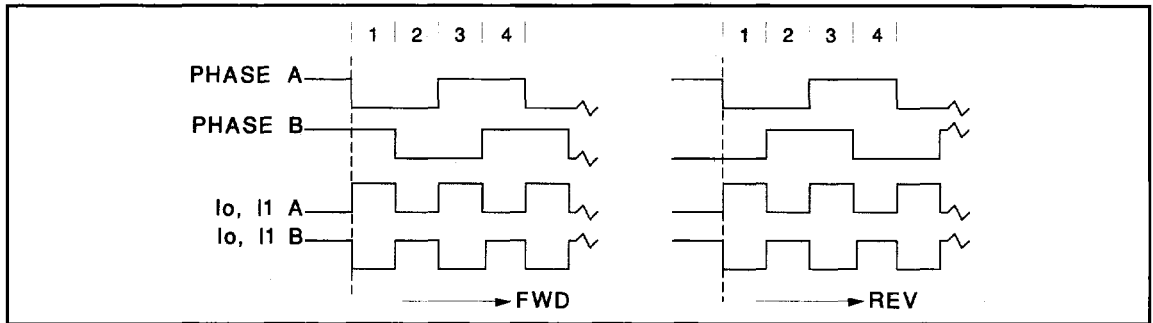 1 2 3 4 1 2 3 4
PHASE A
PHASE B
Io, I1 A
Io, I1 B
FWD REV